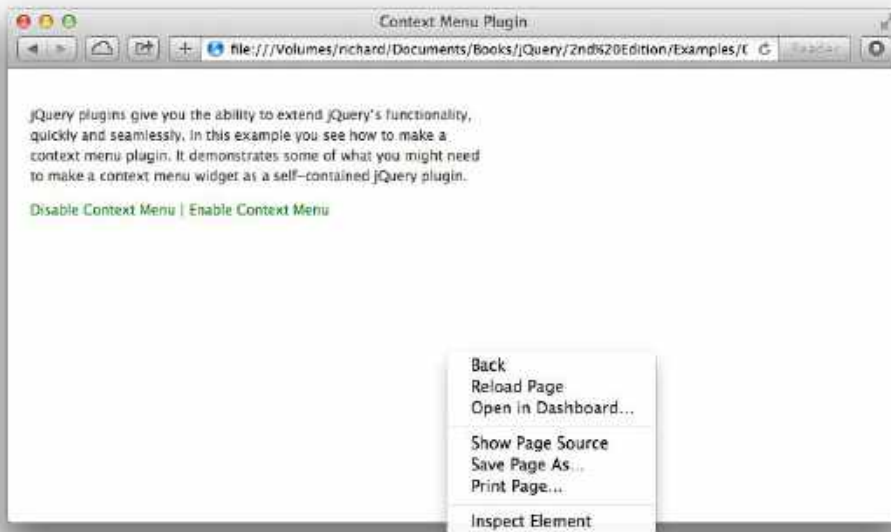 Context Menu Plugin
file:///Volumes/richard/Documents/Books/jQuery/2nd%20Edition/Examples/C
Reader
jQuery plugins give you the ability to extend jQuery's functionality,
quickly and seamlessly. In this example you see how to make a
context menu plugin. It demonstrates some of what you might need
to make a context menu widget as a self-contained jQuery plugin.
Disable Context Menu | Enable Context Menu
Back
Reload Page
Open in Dashboard...
Show Page Source
Save Page As...
Print Page...
Inspect Element